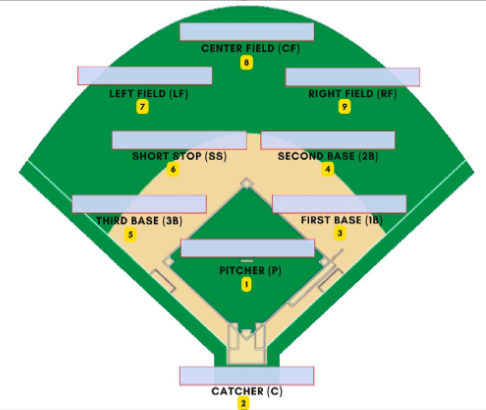 CENTER FIELD (CF)
8
LEFT FIELD (LF)
7
RIGHT FIELD (RF)
9
SHORT STOP (SS)
6
SECOND BASE (2B)
4
THIRD BASE (3B)
5
FIRST BASE (1B)
3
PITCHER (P)
1
CATCHER (C)
2